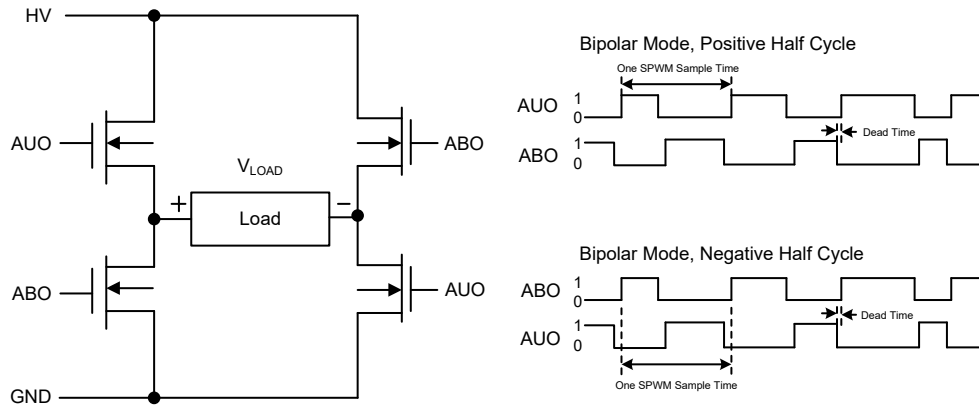 HV
AUO
ABO
V_LOAD
+
−
Load
ABO
AUO
GND
Bipolar Mode, Positive Half Cycle
One SPWM Sample Time
AUO 1
0
Dead Time
ABO 1
0
Bipolar Mode, Negative Half Cycle
ABO 1
0
Dead Time
AUO 1
0
One SPWM Sample Time